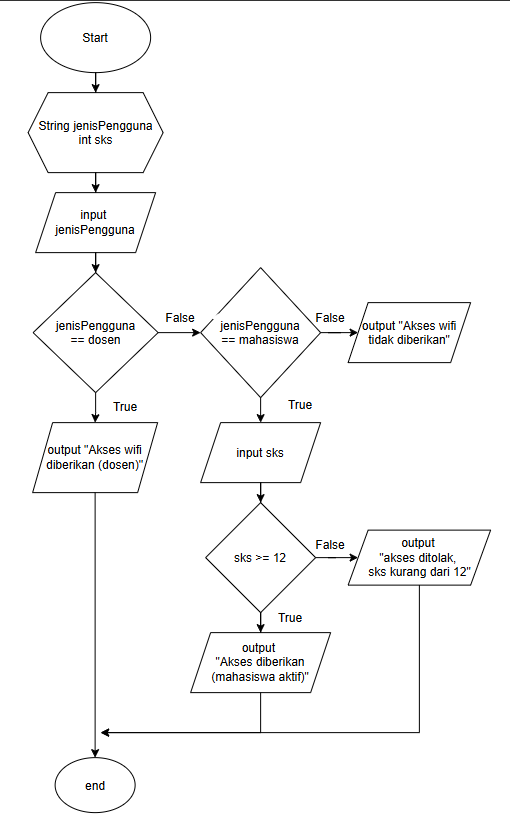 Start
String jenisPengguna
int sks
input
jenisPengguna
jenisPengguna
== dosen
False
jenisPengguna
== mahasiswa
False
output "Akses wifi
tidak diberikan"
True
True
output "Akses wifi
diberikan (dosen)"
input sks
sks >= 12
False
output
"akses ditolak,
sks kurang dari 12"
True
output
"Akses diberikan
(mahasiswa aktif)"
end